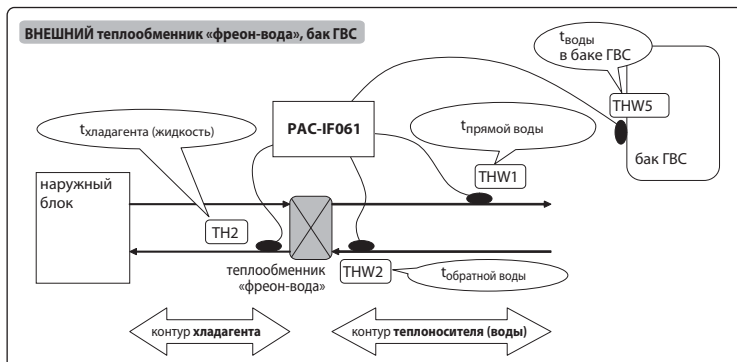 ВНЕШНИЙ теплообменник «фреон-вода», бак ГВС
tводы
в баке ГВС
THW5
бак ГВС
tхладагента (жидкость)
PAC-IF061
tпрямой воды
THW1
наружный
блок
TH2
теплообменник
«фреон-вода»
THW2
tобратной воды
контур хладагента
контур теплоносителя (воды)